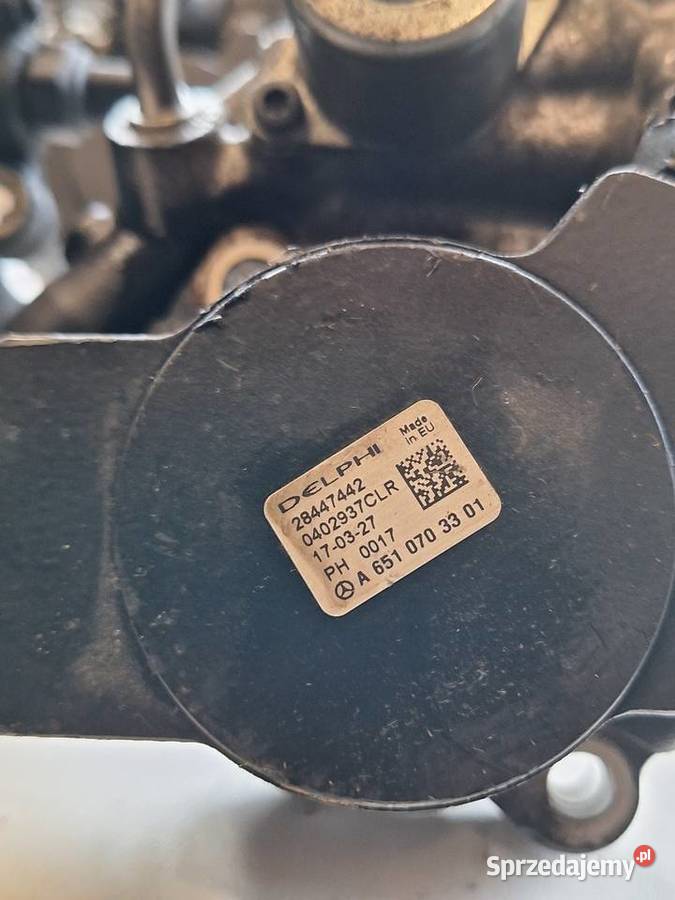 DELPHI
Made
in EU
28447442
0402937CLR
17-03-27
PH 0017
A 651 070 33 01
Sprzedajemy.pl